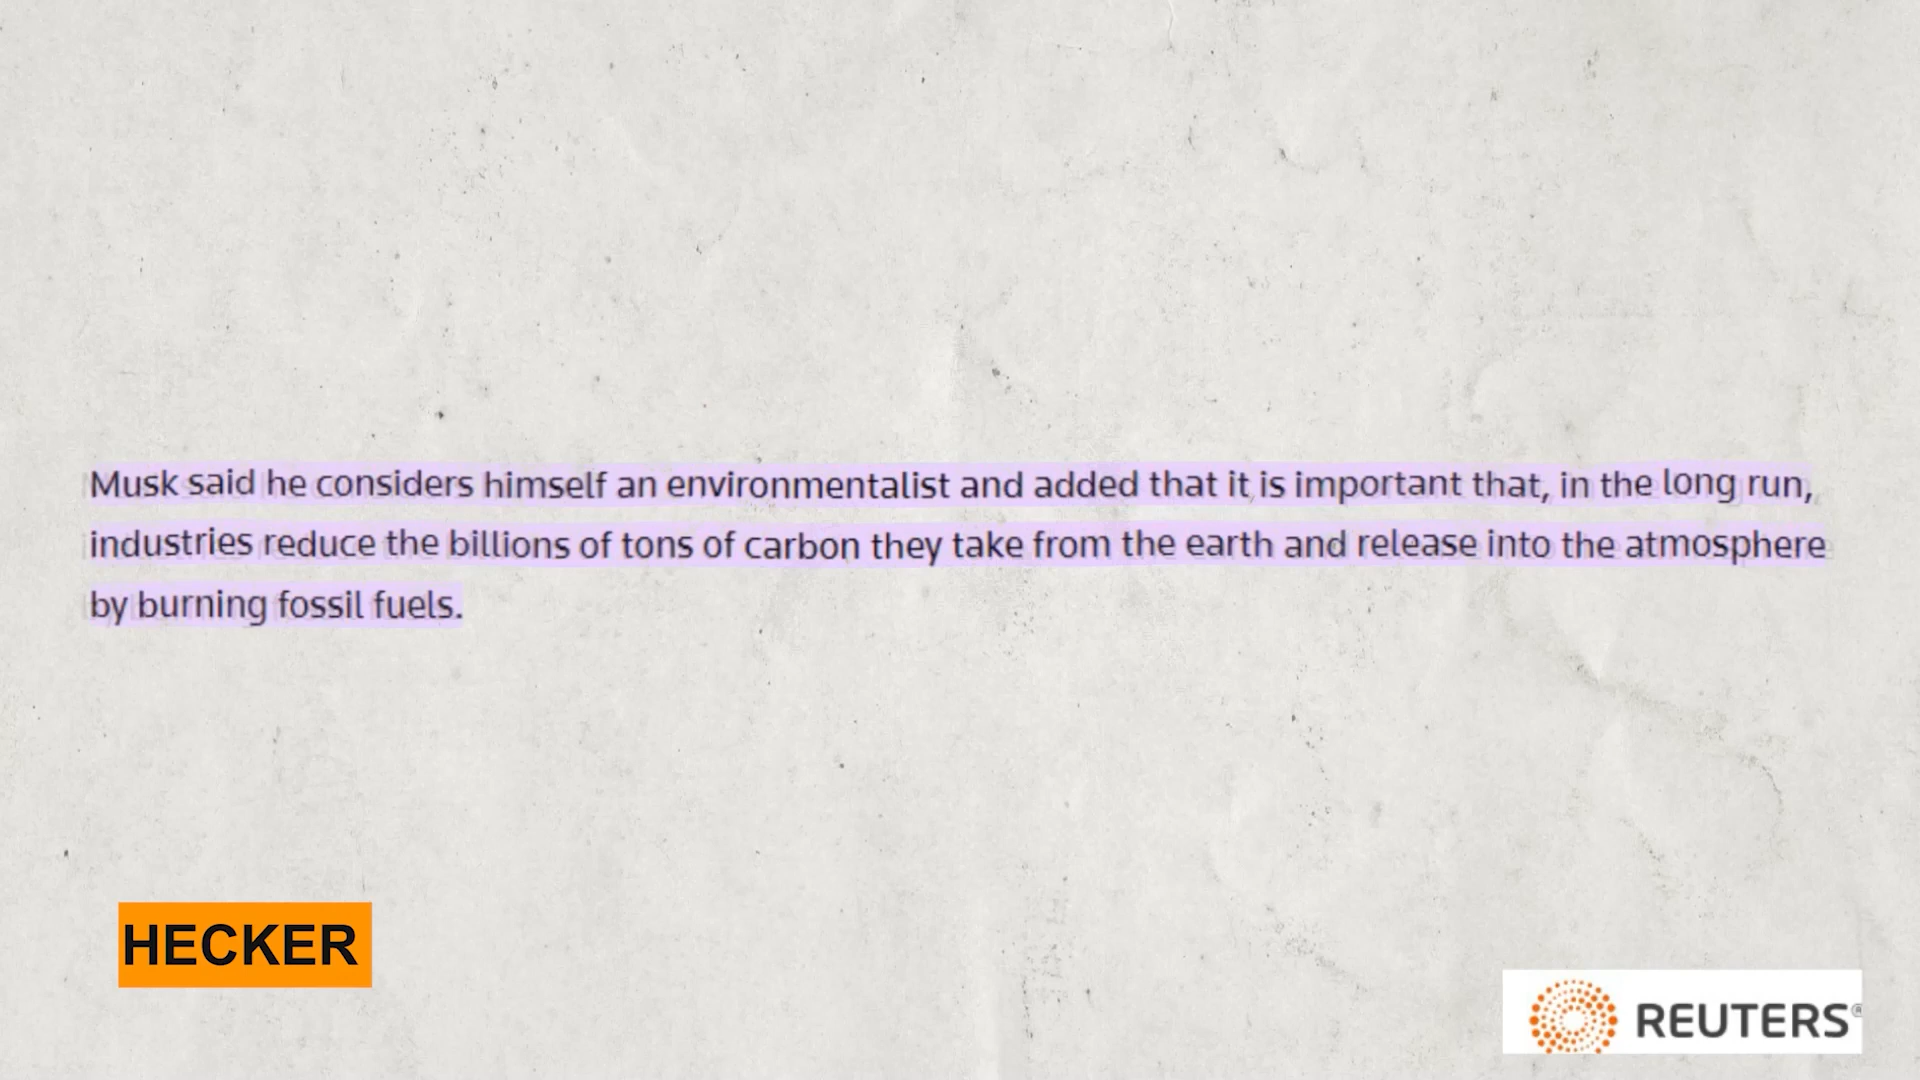 Musk said he considers himself an environmentalist and added that it is important that, in the long run,
industries reduce the billions of tons of carbon they take from the earth and release into the atmosphere
by burning fossil fuels.
HECKER
REUTERS®